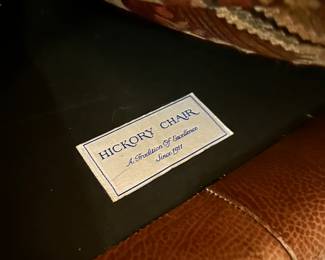 HICKORY CHAIR
A Tradition Of Excellence
Since 1911